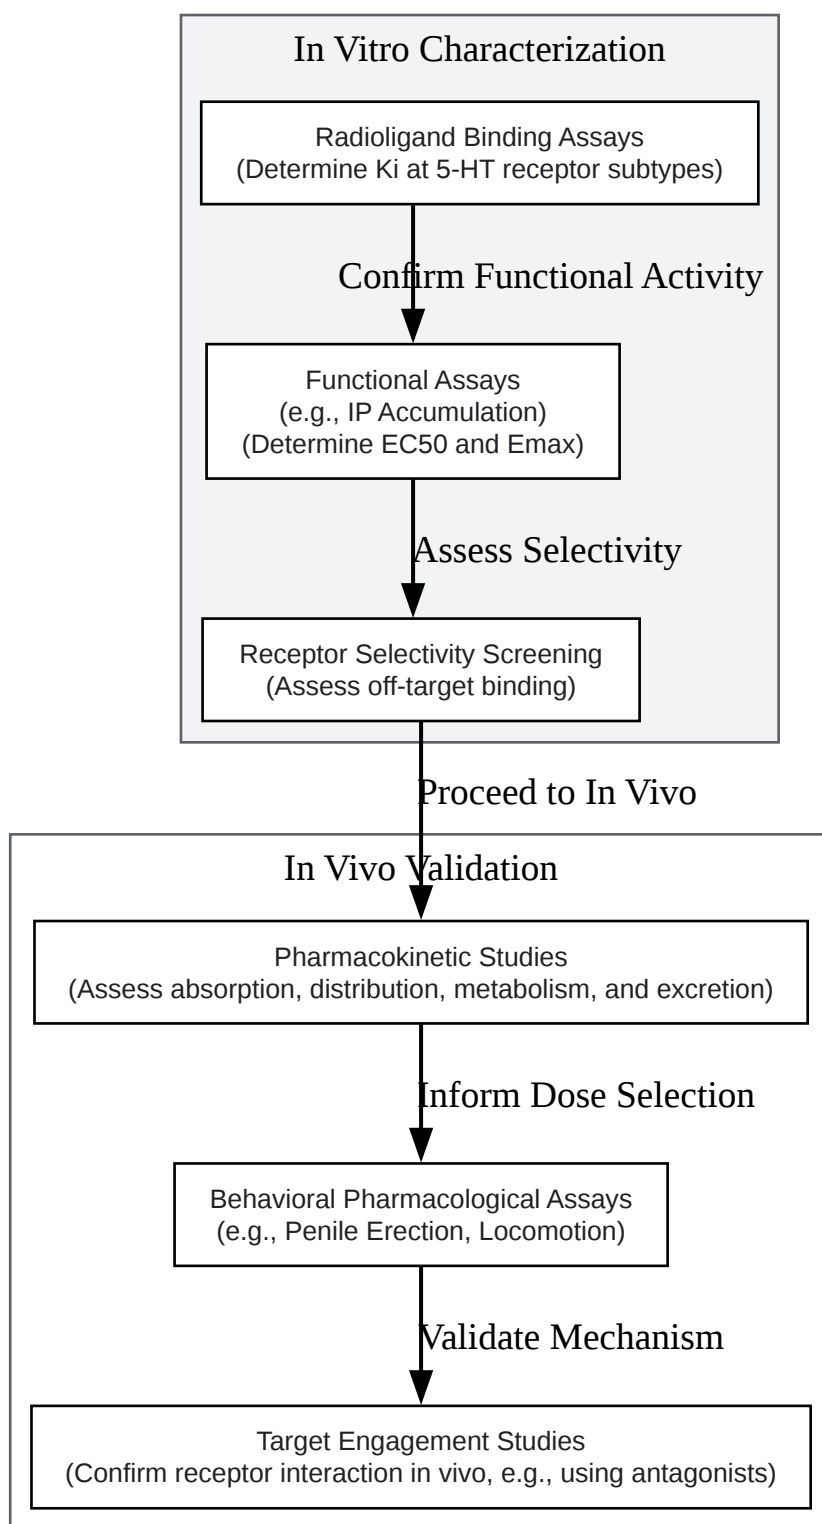 In Vitro Characterization
Radioligand Binding Assays
(Determine Ki at 5-HT receptor subtypes)
Confirm Functional Activity
Functional Assays
(e.g., IP Accumulation)
(Determine EC50 and Emax)
Assess Selectivity
Receptor Selectivity Screening
(Assess off-target binding)
Proceed to In Vivo
In Vivo Validation
Pharmacokinetic Studies
(Assess absorption, distribution, metabolism, and excretion)
Inform Dose Selection
Behavioral Pharmacological Assays
(e.g., Penile Erection, Locomotion)
Validate Mechanism
Target Engagement Studies
(Confirm receptor interaction in vivo, e.g., using antagonists)